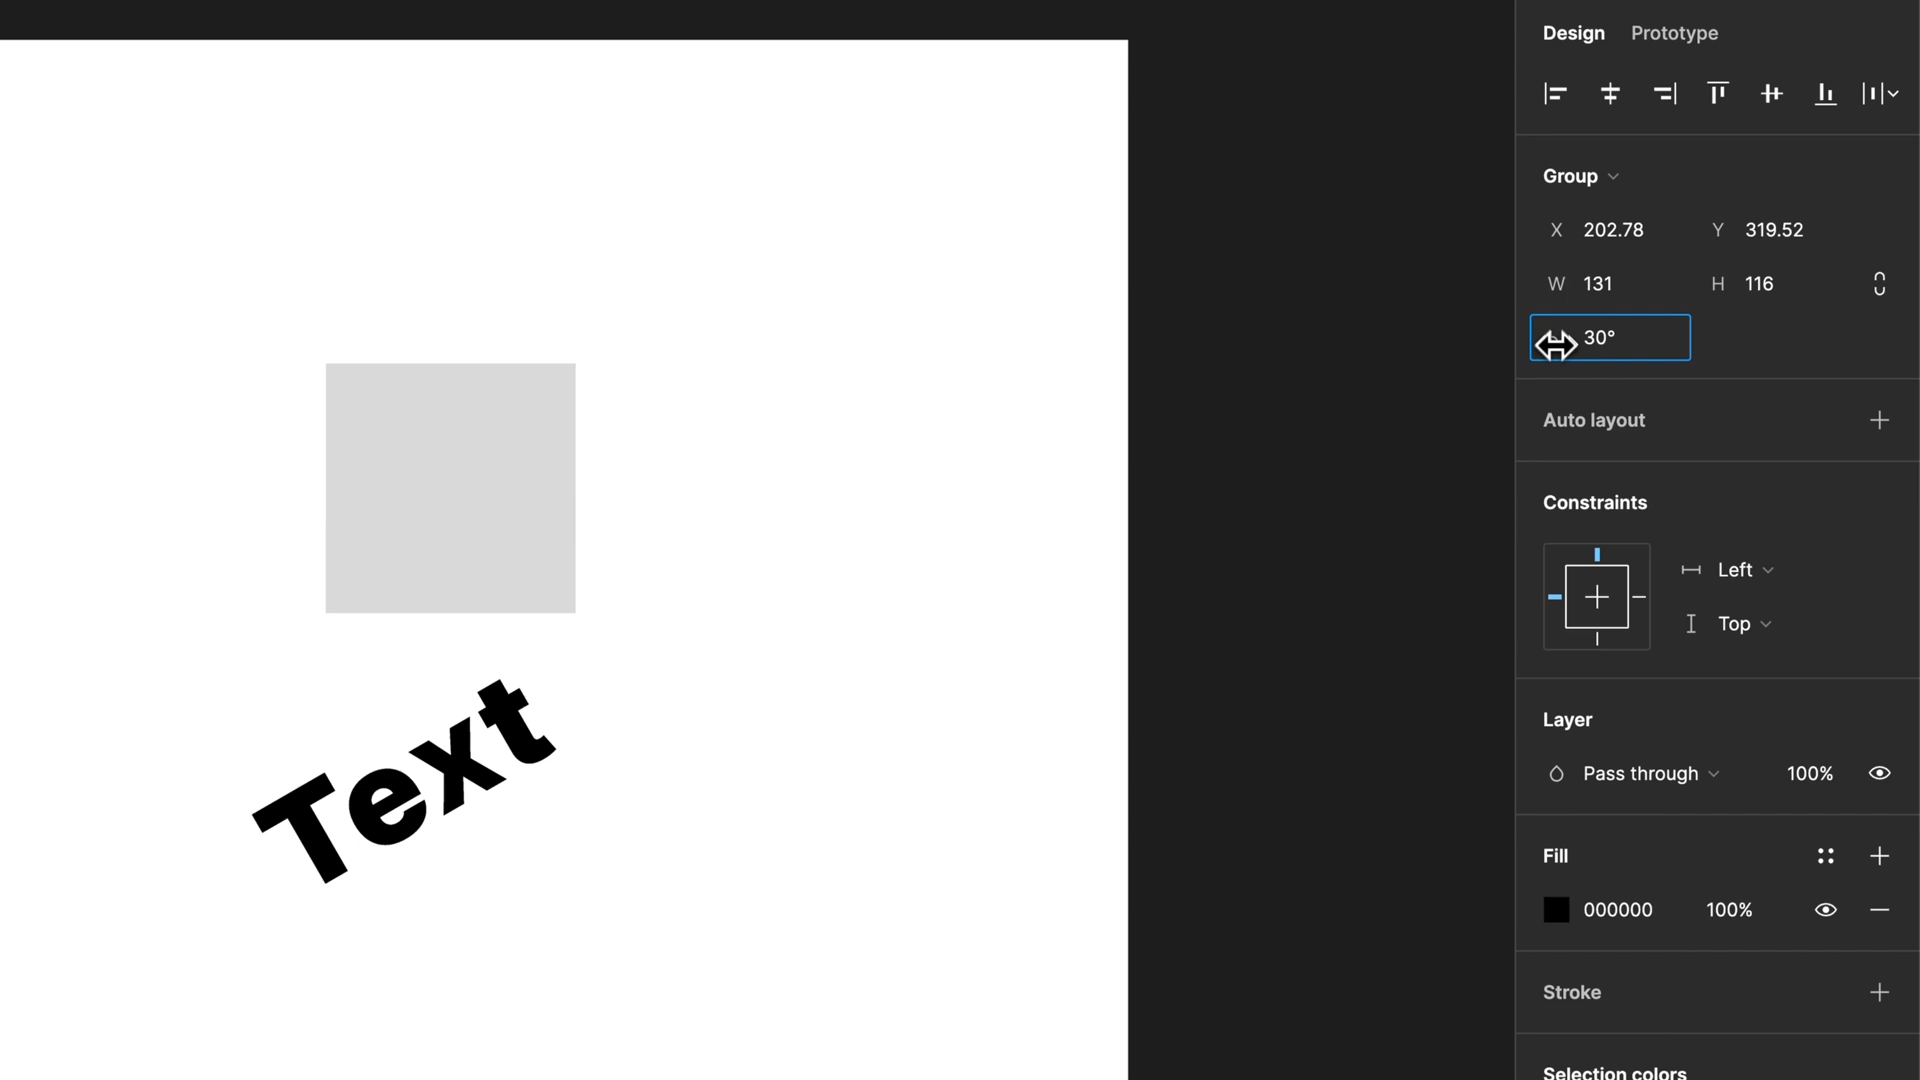 Design Prototype
Group
X 202.78 Y 319.52
W 131 H 116
30°
Auto layout
Constraints
Left
Top
Layer
Pass through 100%
Fill
000000 100%
Stroke
Selection colors
Text